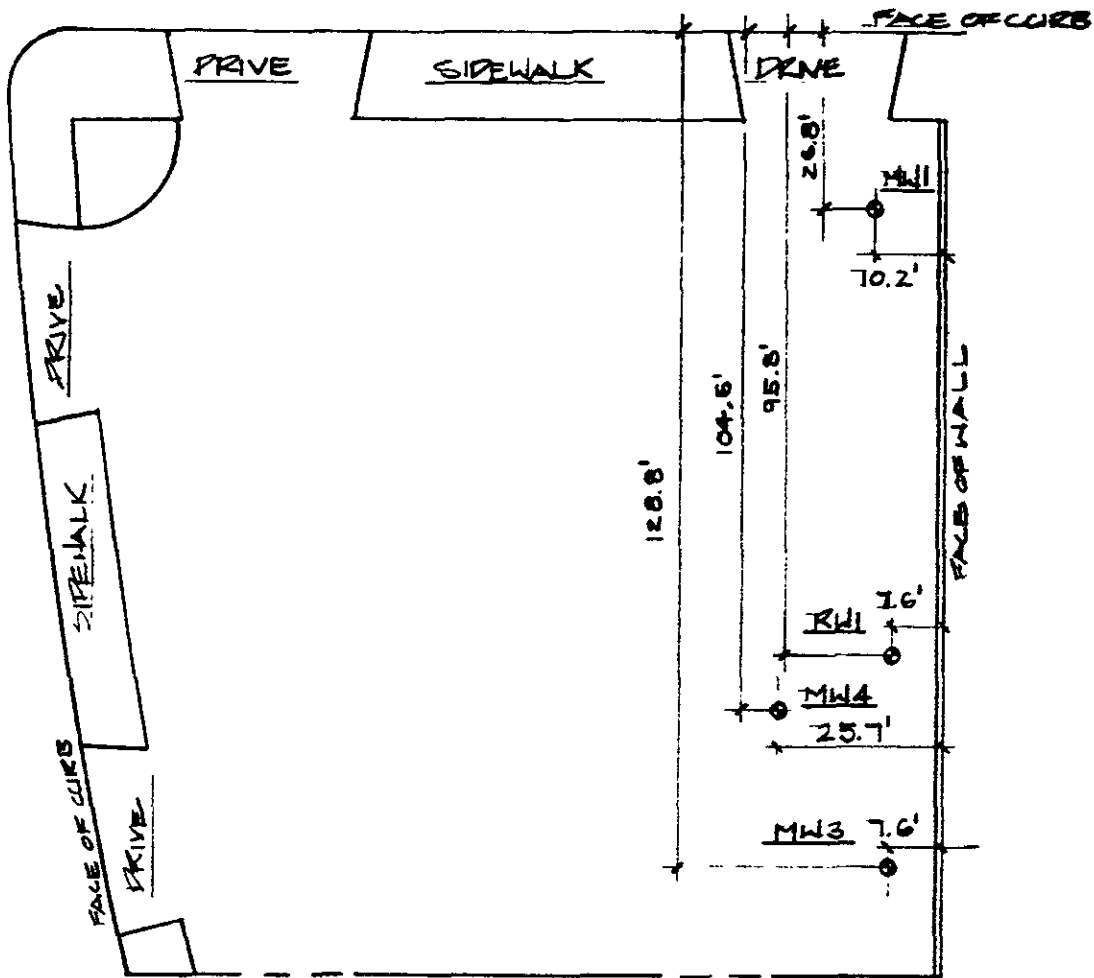 FACE OF CURB
DRIVE
SIDEWALK
DRIVE
26.8'
MW1
10.2'
DRIVE
95.8'
104.5'
128.8'
FACE OF WALL
SIDEWALK
7.6'
RW1
MW4
25.7'
FACE OF CURB
DRIVE
MW3
7.6'